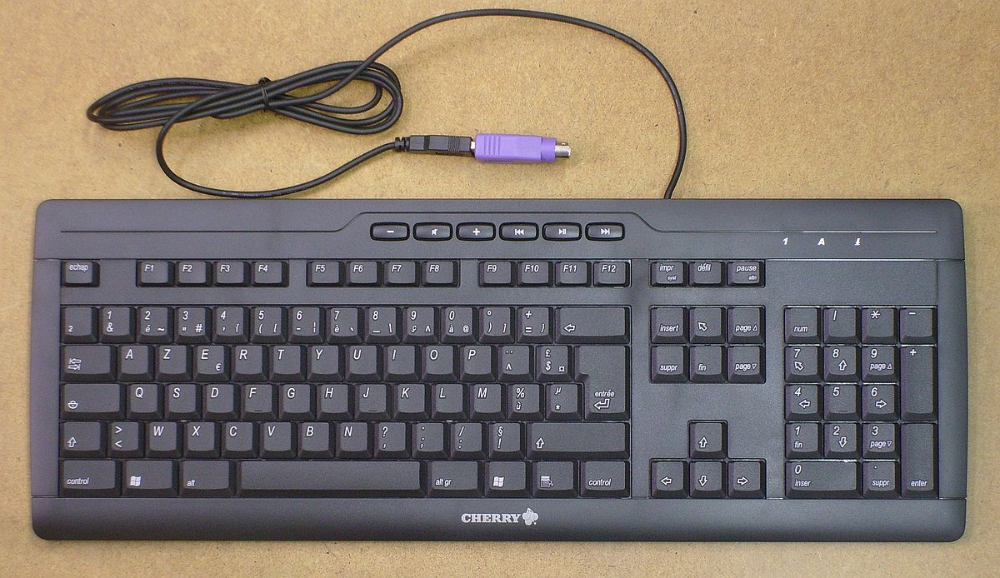 1 A
echap F1 F2 F3 F4 F5 F6 F7 F8 F9 F10 F11 F12 impr syst défil pause attn
2 1 & 2 é ~ 3 " # 4 ' { 5 ( [ 6 - ¦ 7 è ` 8 _ \ 9 ç ^ 0 à @ ° ) ] + = } insert page num / * -
A Z E € R T Y U I O P ¨ ^ £ $ ¤ entrée suppr fin page 7 8 9 page +
Q S D F G H J K L M % ù µ * 4 5 6
> < W X C V B N ? , . ; / : § ! 1 fin 2 3 page
control alt alt gr control 0 inser . suppr enter
CHERRY